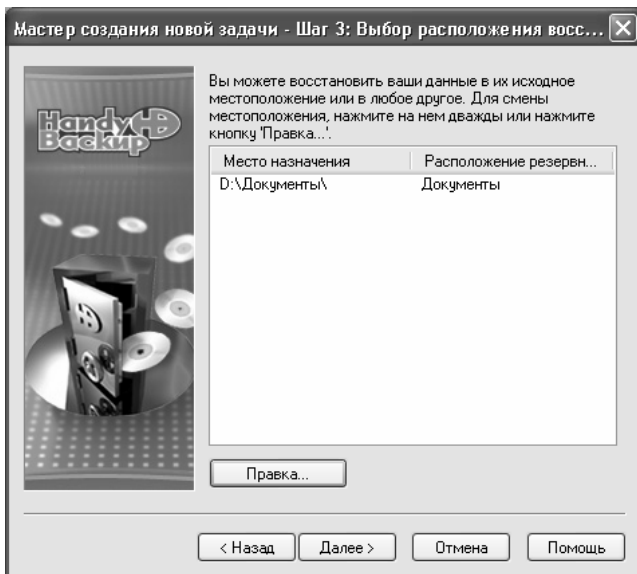 Мастер создания новой задачи - Шаг 3: Выбор расположения восс...
Handy
Backup
Вы можете восстановить ваши данные в их исходное
местоположение или в любое другое. Для смены
местоположения, нажмите на нем дважды или нажмите
кнопку 'Правка...'.
Место назначения Расположение резервн...
D:\Документы\ Документы
Правка...
< Назад Далее > Отмена Помощь